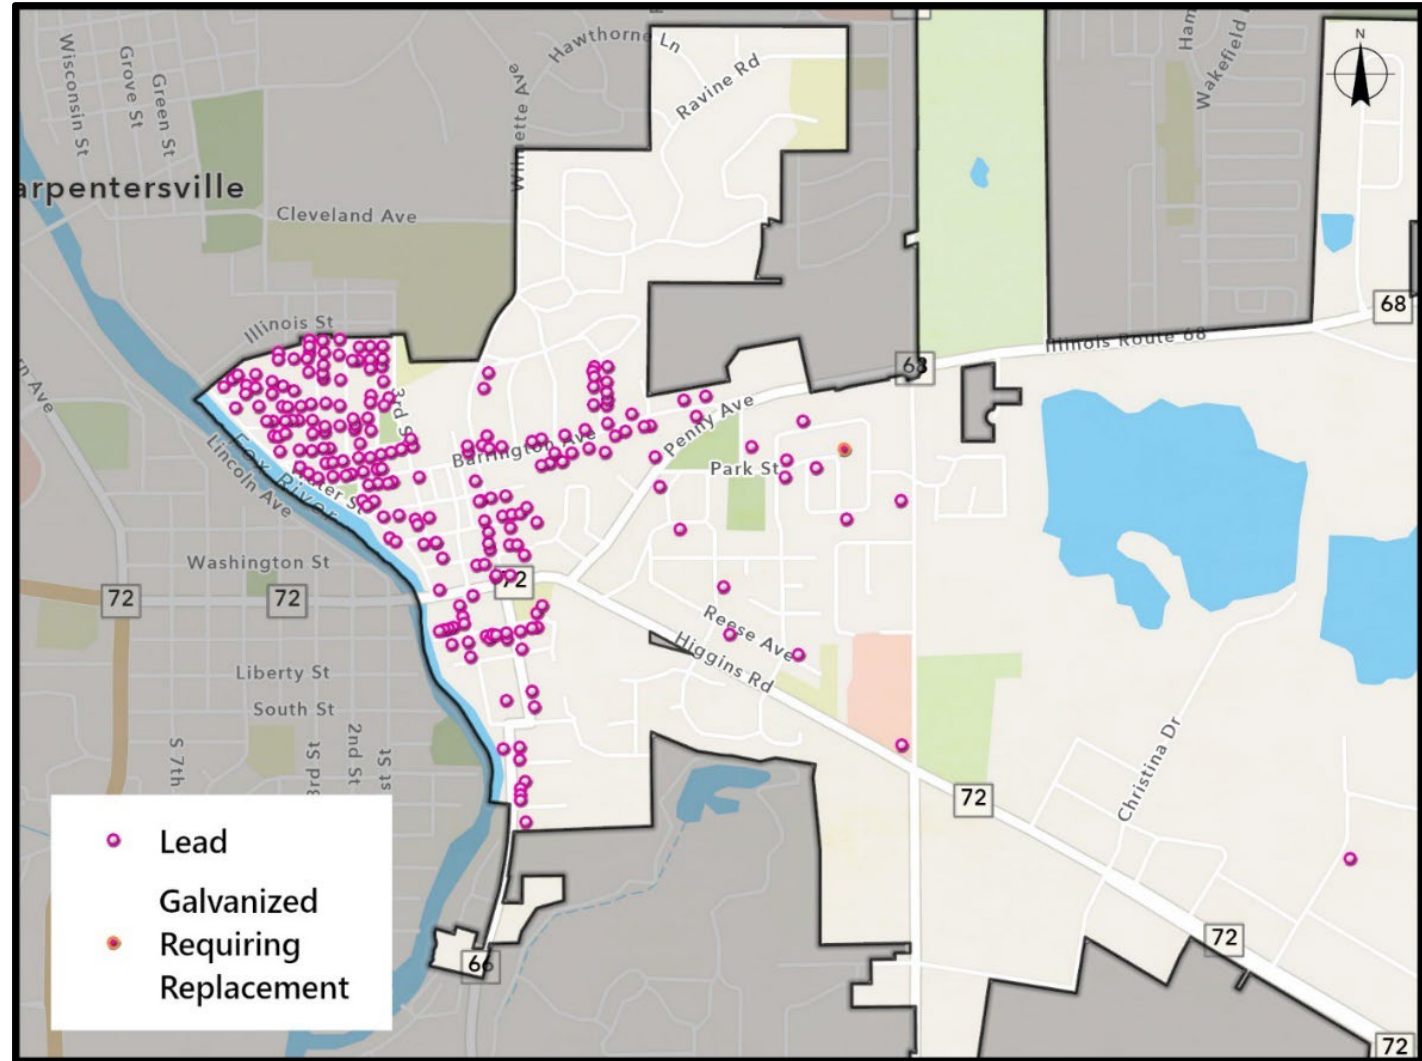 Wisconsin St
Grove St
Green St
Hawthorne Ln
Ravine Rd
Wilmette Ave
Wakefield
N
arpentersville
Cleveland Ave
Illinois St
68
Illinois Route 68
68
3rd S
Barrington Ave
Penny Ave
Park St
Fox River
Lincoln Ave
Washington St
72
72
72
Reese Ave
Higgins Rd
Liberty St
South St
S 7th
3rd St
2nd St
st St
Christina Dr
72
Lead
Galvanized
Requiring
Replacement
66
72
72